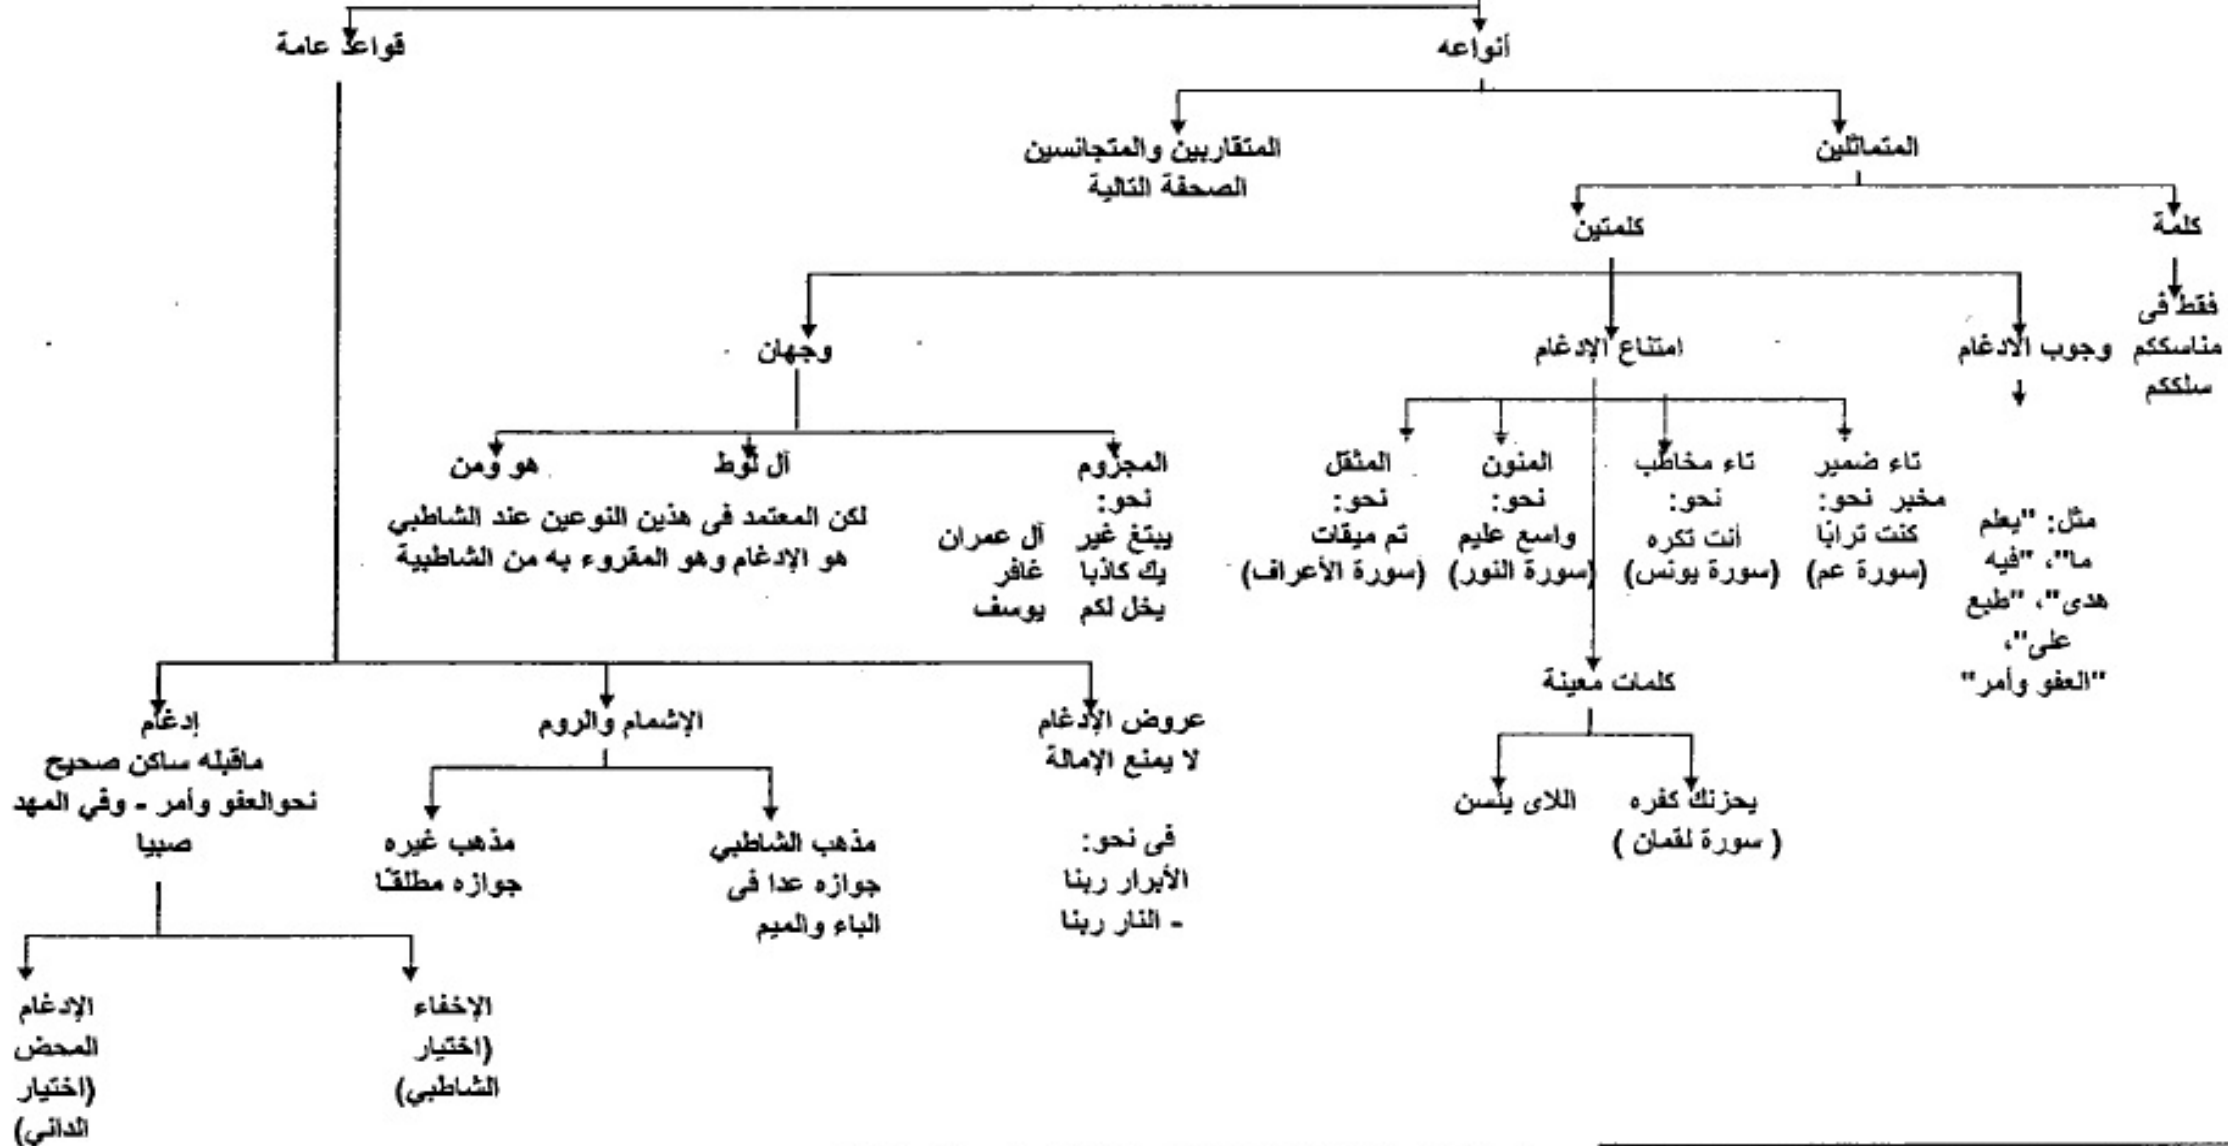 أنواعه
قواعد عامة
المتماثلين
المتقاربين والمتجانسين
الصحفة التالية
كلمة
كلمتين
فقط فى
مناسككم
سلككم
وجوب الادغام
امتناع الإدغام
وجهان
مثل: "يعلم
ما"، "فيه
هدى"، "طبع
على"،
"العفو وأمر"
تاء ضمير
مخبر نحو:
كنت ترابًا
(سورة عم)
تاء مخاطب
نحو:
أنت تكره
(سورة يونس)
المنون
نحو:
واسع عليم
(سورة النور)
المثقل
نحو:
تم ميقات
(سورة الأعراف)
كلمات معينة
يحزنك كفره
( سورة لقمان )
اللاى يئسن
المجزوم
نحو:
يبتغ غير آل عمران
يك كاذبا غافر
يخل لكم يوسف
آل لوط
هو ومن
لكن المعتمد فى هذين النوعين عند الشاطبي
هو الإدغام وهو المقروء به من الشاطبية
عروض الإدغام
لا يمنع الإمالة
فى نحو:
الأبرار ربنا
- النار ربنا
الإشمام والروم
مذهب الشاطبي
جوازه عدا فى
الباء والميم
مذهب غيره
جوازه مطلقًا
إدغام
ماقبله ساكن صحيح
نحوالعفو وأمر - وفي المهد
صبيا
الإخفاء
(اختيار
الشاطبي)
الإدغام
المحض
(اختيار
الداني)